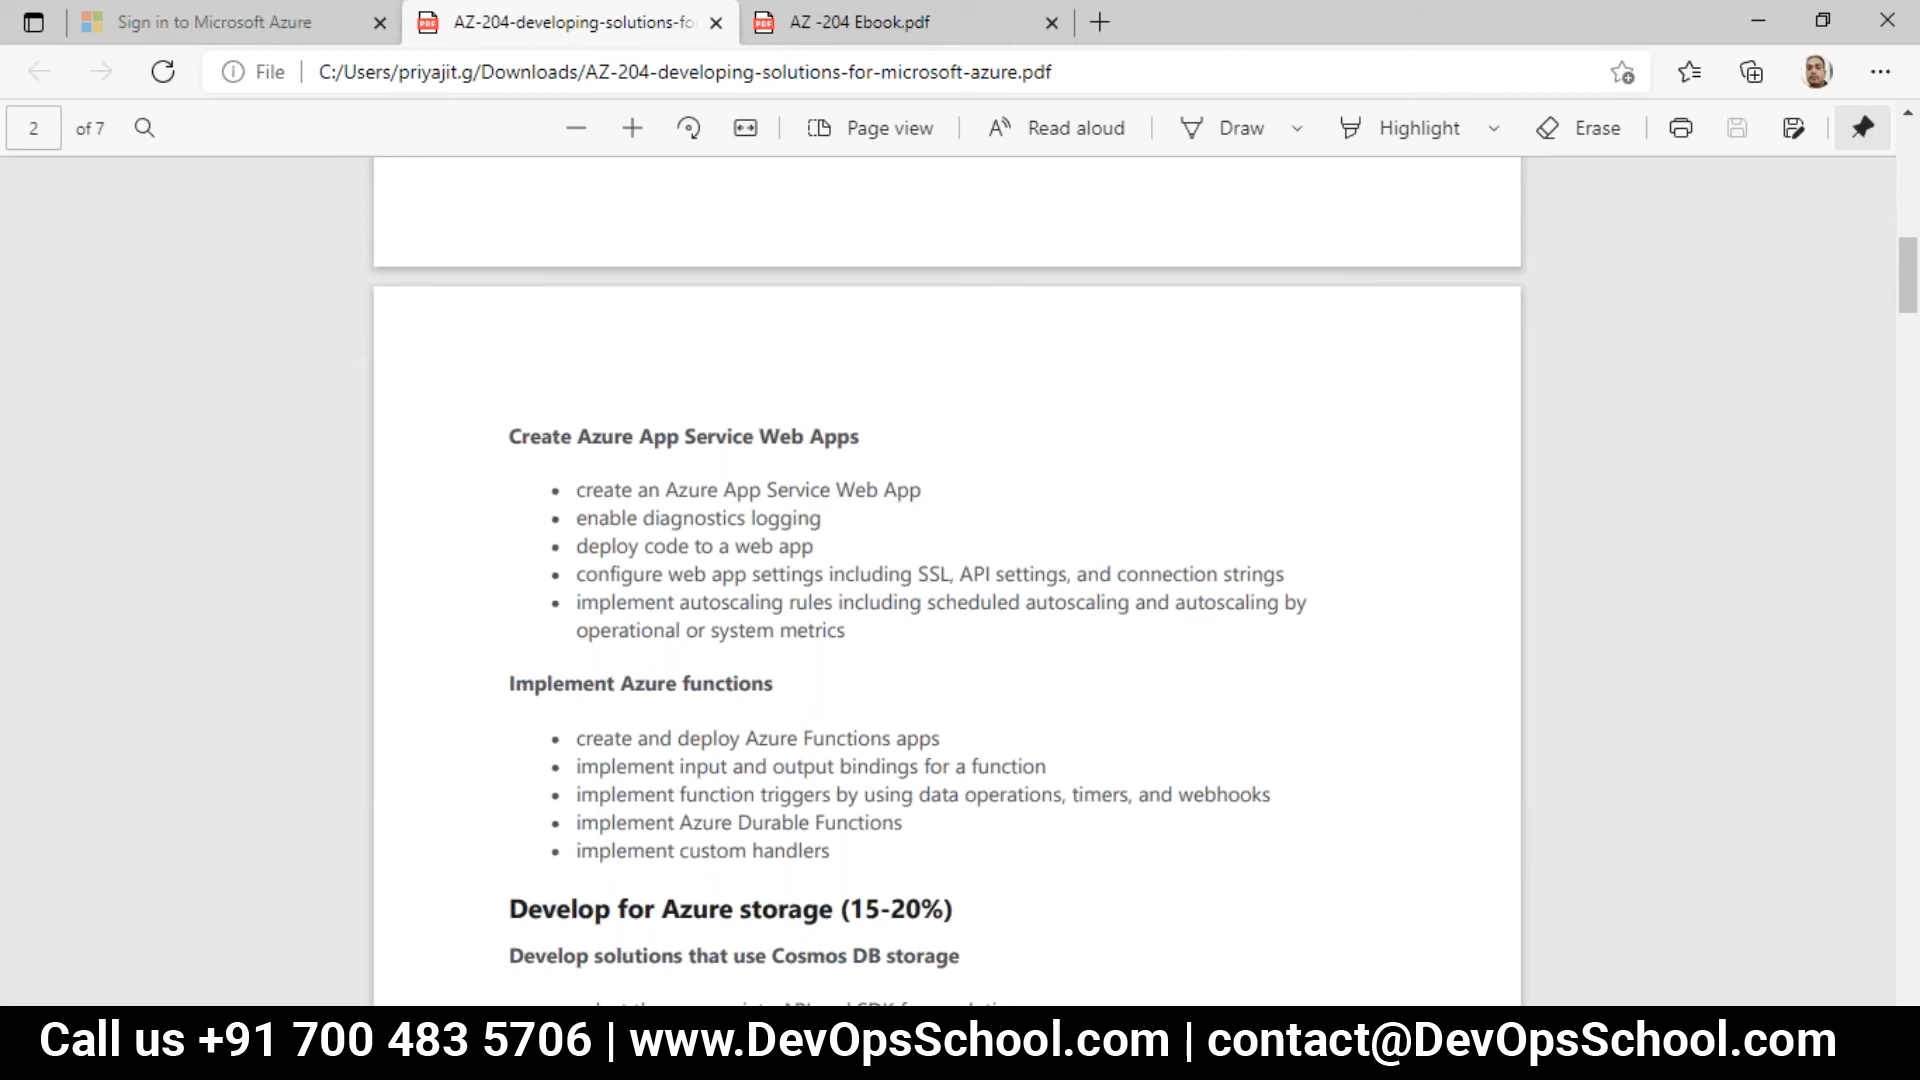 Sign in to Microsoft Azure
AZ-204-developing-solutions-fo
AZ -204 Ebook.pdf
File
C:/Users/priyajit.g/Downloads/AZ-204-developing-solutions-for-microsoft-azure.pdf
2 of 7
Page view
Read aloud
Draw
Highlight
Erase
Create Azure App Service Web Apps
• create an Azure App Service Web App
• enable diagnostics logging
• deploy code to a web app
• configure web app settings including SSL, API settings, and connection strings
• implement autoscaling rules including scheduled autoscaling and autoscaling by
operational or system metrics
Implement Azure functions
• create and deploy Azure Functions apps
• implement input and output bindings for a function
• implement function triggers by using data operations, timers, and webhooks
• implement Azure Durable Functions
• implement custom handlers
Develop for Azure storage (15-20%)
Develop solutions that use Cosmos DB storage
Call us +91 700 483 5706 | www.DevOpsSchool.com | contact@DevOpsSchool.com